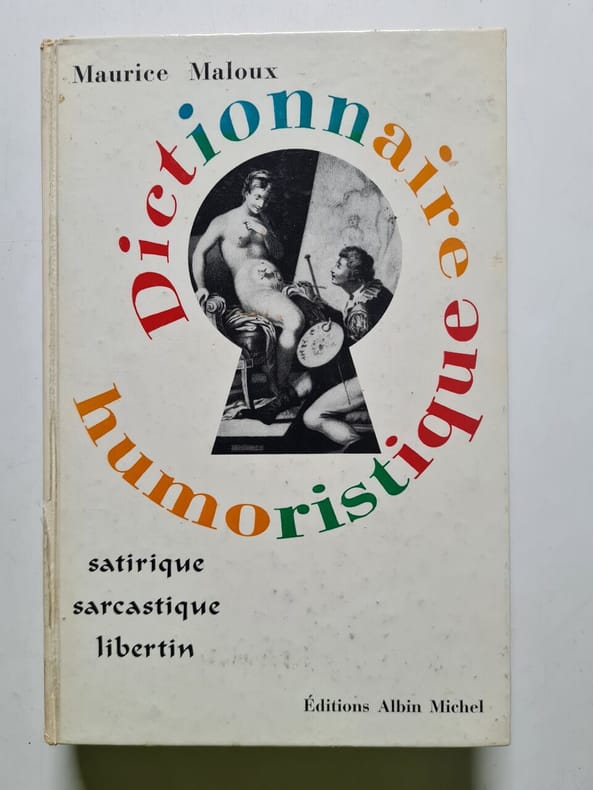 Maurice Maloux
Dictionnaire
humoristique
satirique
sarcastique
libertin
Éditions Albin Michel